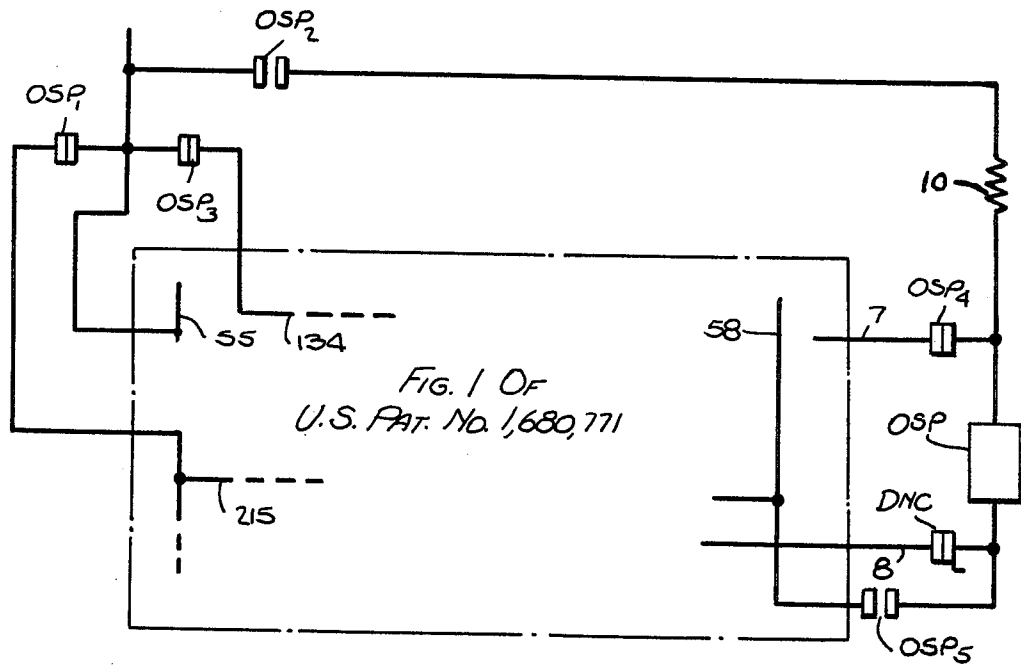 OSP2
OSP1
OSP3
10
55
134
58
7
OSP4
FIG. 1 OF
U.S. PAT. NO. 1,680,771
OSP
215
DNC
8
OSP5